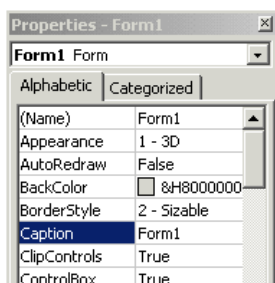 Properties - Form1
Form1 Form
Alphabetic Categorized
(Name) Form1
Appearance 1 - 3D
AutoRedraw False
BackColor &H8000000
BorderStyle 2 - Sizable
Caption Form1
ClipControls True
ControlBox True